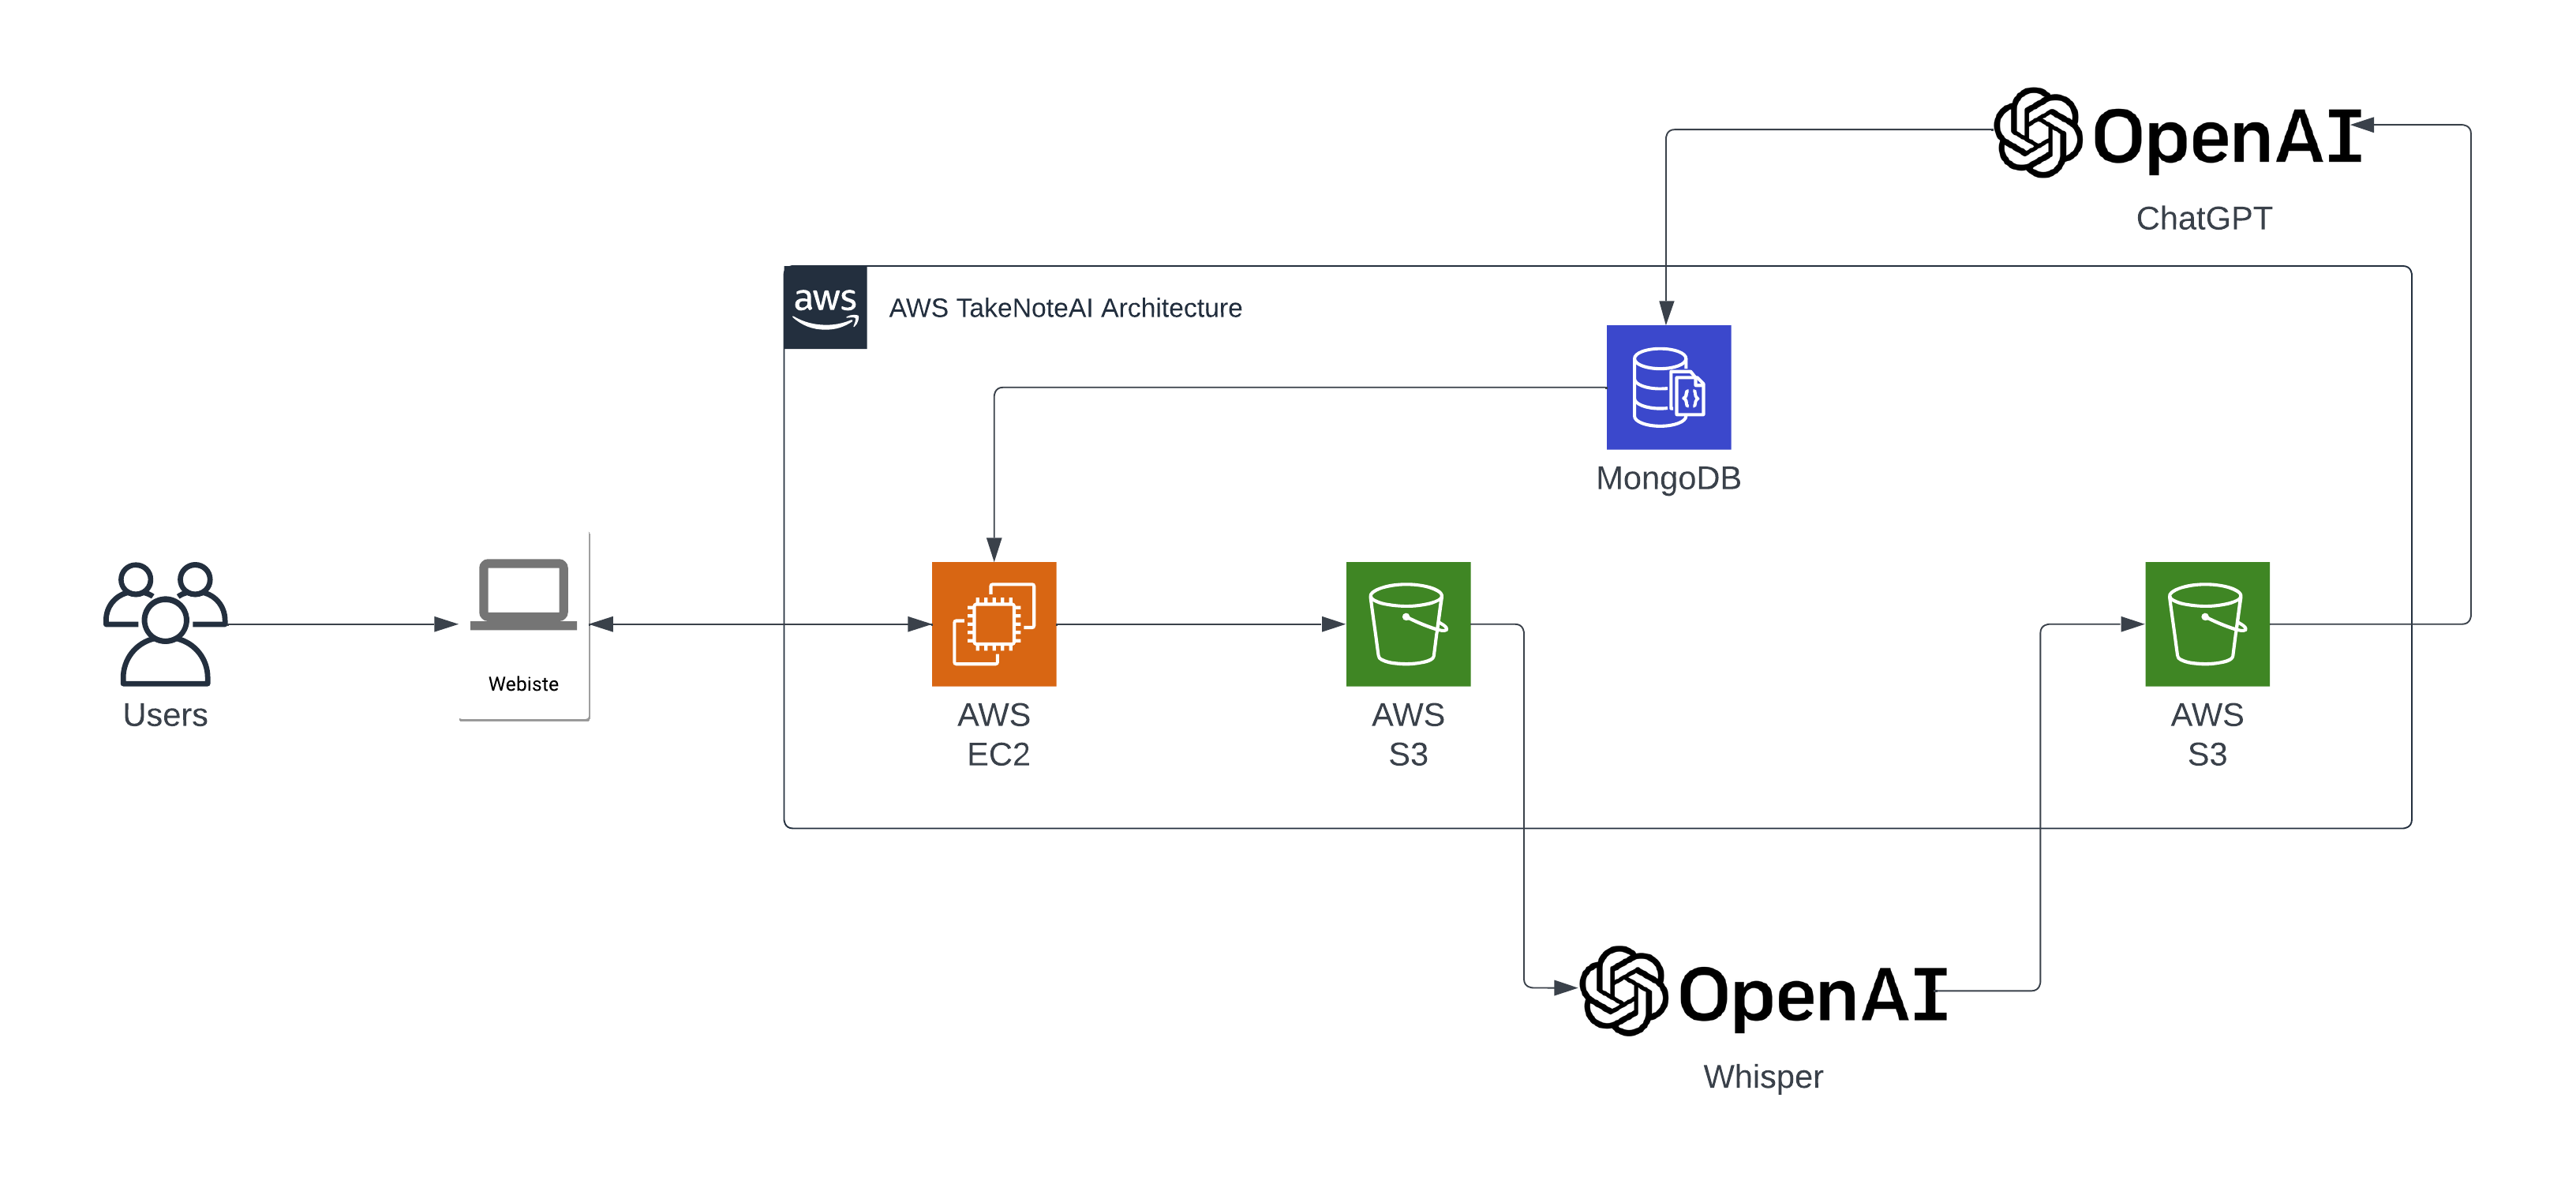 OpenAI
ChatGPT
aws
AWS TakeNoteAI Architecture
{}
MongoDB
Users
Webiste
AWS
EC2
AWS
S3
AWS
S3
OpenAI
Whisper